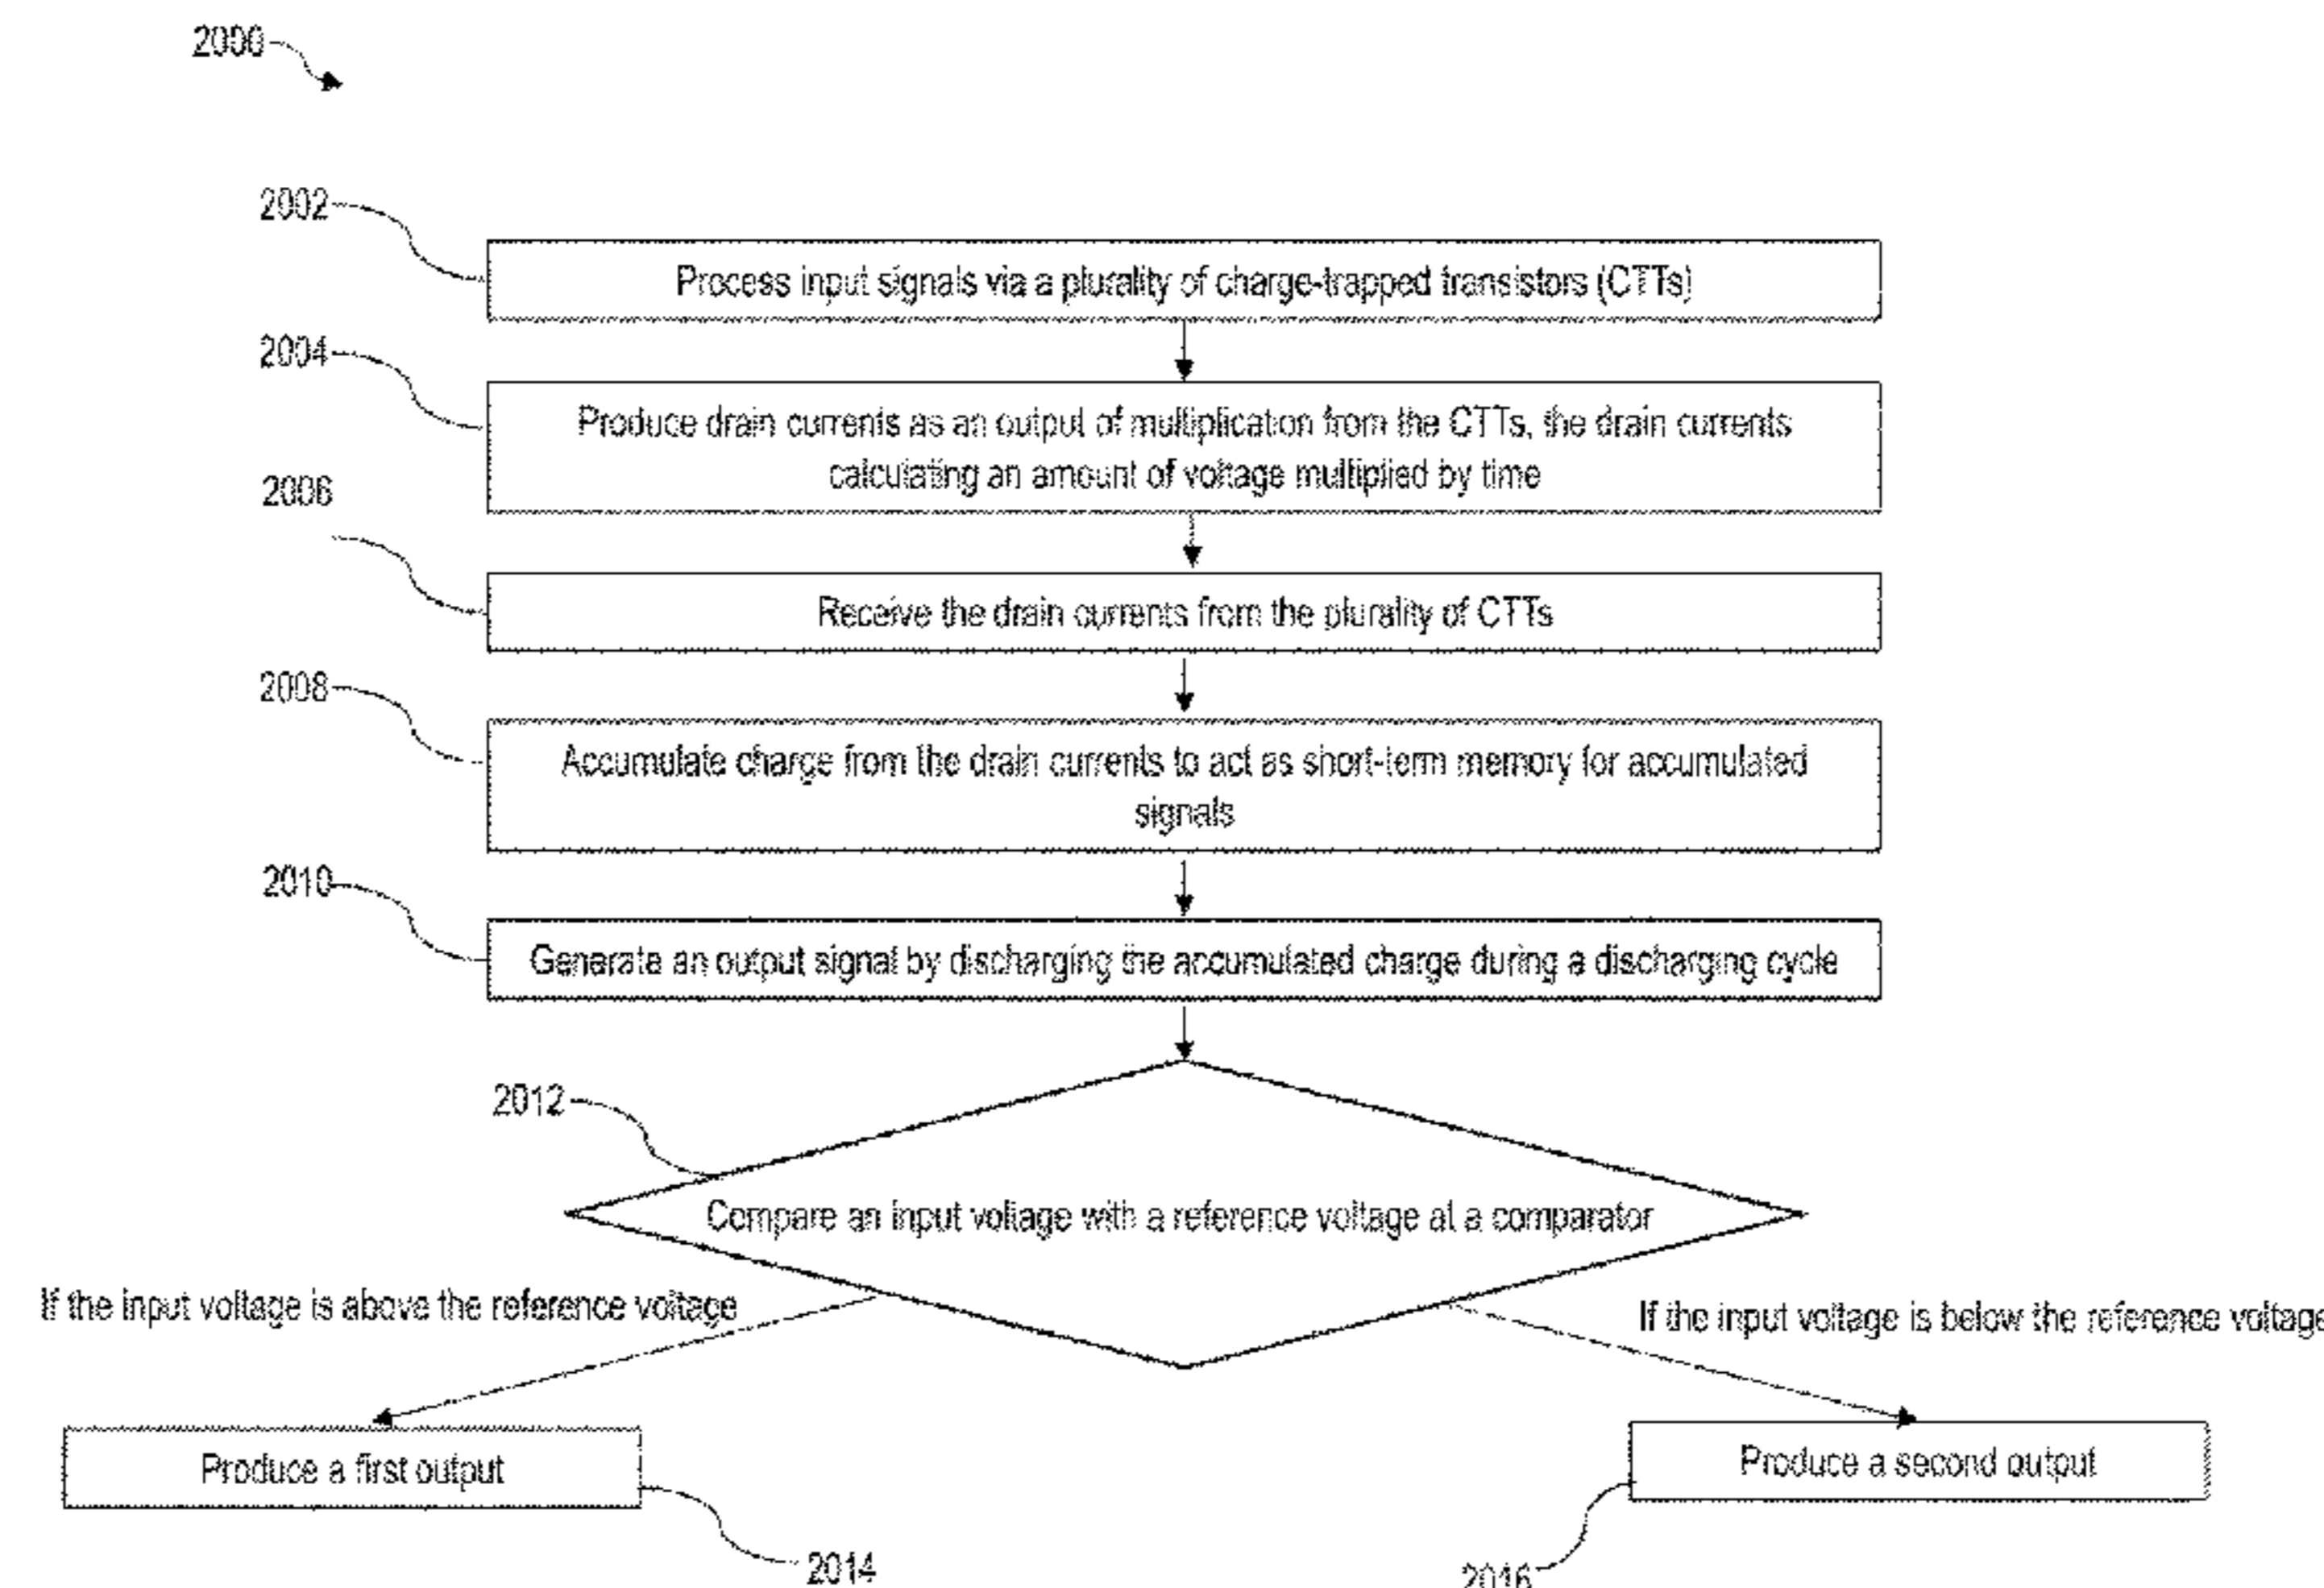 2000
2002
Process input signals via a plurality of charge-trapped transistors (CTTs)
2004
Produce drain currents as an output of multiplication from the CTTs, the drain currents
calculating an amount of voltage multiplied by time
2006
Receive the drain currents from the plurality of CTTs
2008
Accumulate charge from the drain currents to act as short-term memory for accumulated
signals
2010
Generate an output signal by discharging the accumulated charge during a discharging cycle
2012
Compare an input voltage with a reference voltage at a comparator
If the input voltage is above the reference voltage
If the input voltage is below the reference voltage
Produce a first output
Produce a second output
2014
2016